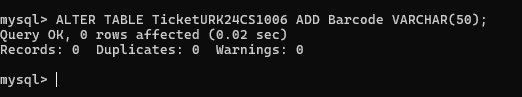 mysql> ALTER TABLE TicketURK24CS1006 ADD Barcode VARCHAR(50);
Query OK, 0 rows affected (0.02 sec)
Records: 0  Duplicates: 0  Warnings: 0
mysql>